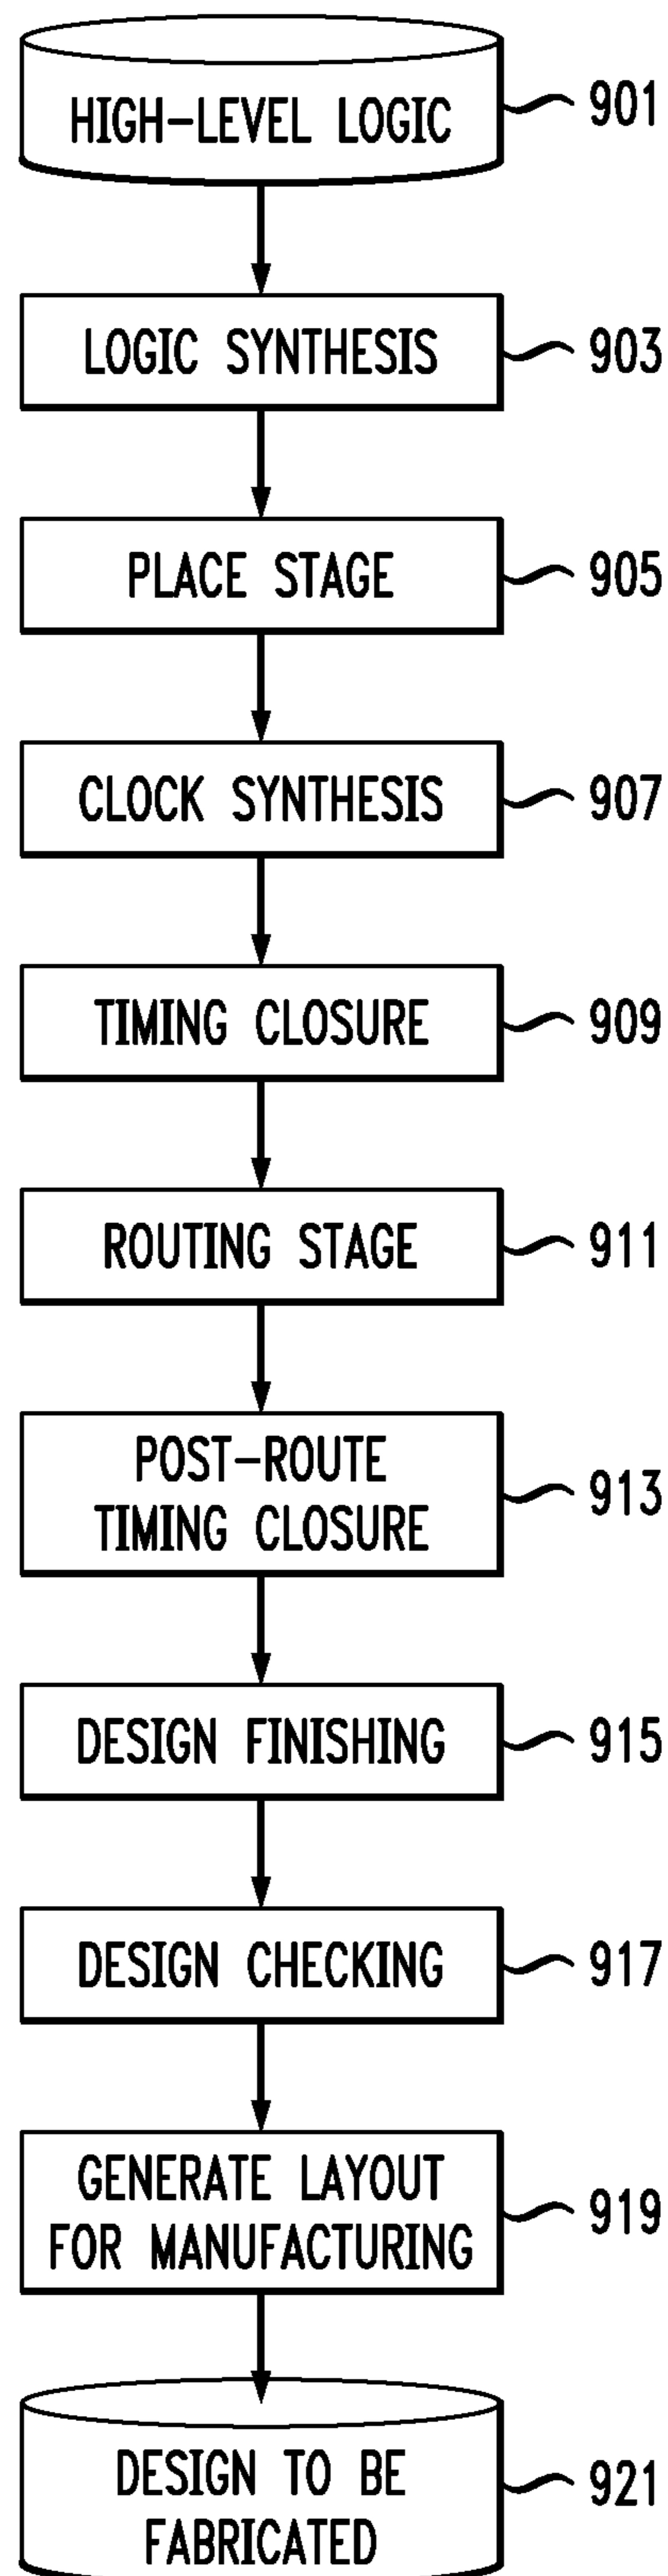 HIGH-LEVEL LOGIC 901
LOGIC SYNTHESIS 903
PLACE STAGE 905
CLOCK SYNTHESIS 907
TIMING CLOSURE 909
ROUTING STAGE 911
POST-ROUTE
TIMING CLOSURE 913
DESIGN FINISHING 915
DESIGN CHECKING 917
GENERATE LAYOUT
FOR MANUFACTURING 919
DESIGN TO BE
FABRICATED 921